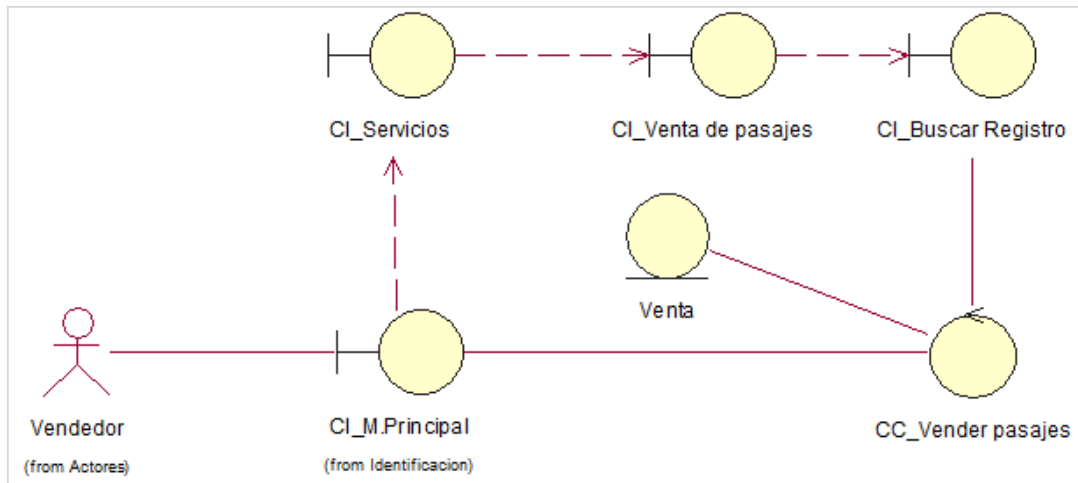 CI_Servicios
CI_Venta de pasajes
CI_Buscar Registro
Venta
Vendedor
(from Actores)
CI_M.Principal
(from Identificacion)
CC_Vender pasajes